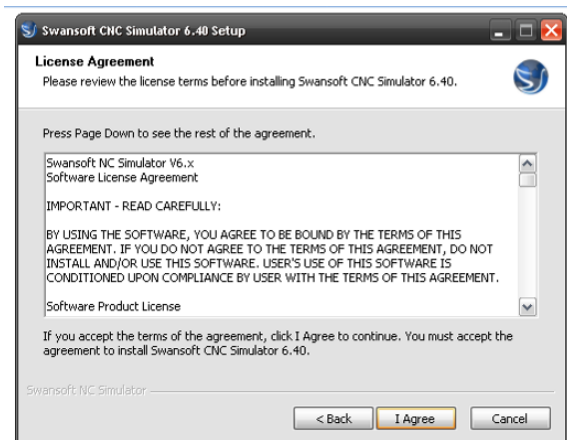 Swansoft CNC Simulator 6.40 Setup
License Agreement
Please review the license terms before installing Swansoft CNC Simulator 6.40.
Press Page Down to see the rest of the agreement.
Swansoft NC Simulator V6.x
Software License Agreement
IMPORTANT - READ CAREFULLY:
BY USING THE SOFTWARE, YOU AGREE TO BE BOUND BY THE TERMS OF THIS
AGREEMENT. IF YOU DO NOT AGREE TO THE TERMS OF THIS AGREEMENT, DO NOT
INSTALL AND/OR USE THIS SOFTWARE. USER'S USE OF THIS SOFTWARE IS
CONDITIONED UPON COMPLIANCE BY USER WITH THE TERMS OF THIS AGREEMENT.
Software Product License
If you accept the terms of the agreement, click I Agree to continue. You must accept the
agreement to install Swansoft CNC Simulator 6.40.
Swansoft NC Simulator
< Back I Agree Cancel